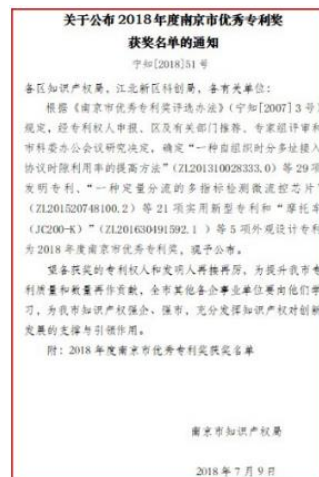 关于公布2018年度南京市优秀专利奖
获奖名单的通知
宁知[2018]51号
各区知识产权局，江北新区科创局，各有关单位：
根据《南京市优秀专利奖评选办法》（宁知[2007]3号）
规定，经专利权人申报、区及有关部门推荐、专家组评审和
市科委办公会议研究决定，确定“一种自组织时分多址接入
协议时隙利用率的提高方法”（ZL201310028333.0）等29项
发明专利、“一种定量分流的多指标检测微流控芯片”
（ZL201520748100.2）等21项实用新型专利和“摩托车
（JC200-K）”（ZL201630491592.1）等5项外观设计专利
为2018年度南京市优秀专利奖，现予公布。
望各获奖的专利权人和发明人再接再厉，为提升我市专
利质量和数量再作贡献，全市其他各企事业单位要向他们学
习，为我市知识产权强企、强市，充分发挥知识产权对创新
发展的支撑与引领作用。
附：2018年度南京市优秀专利奖获奖名单
南京市知识产权局
2018年7月9日